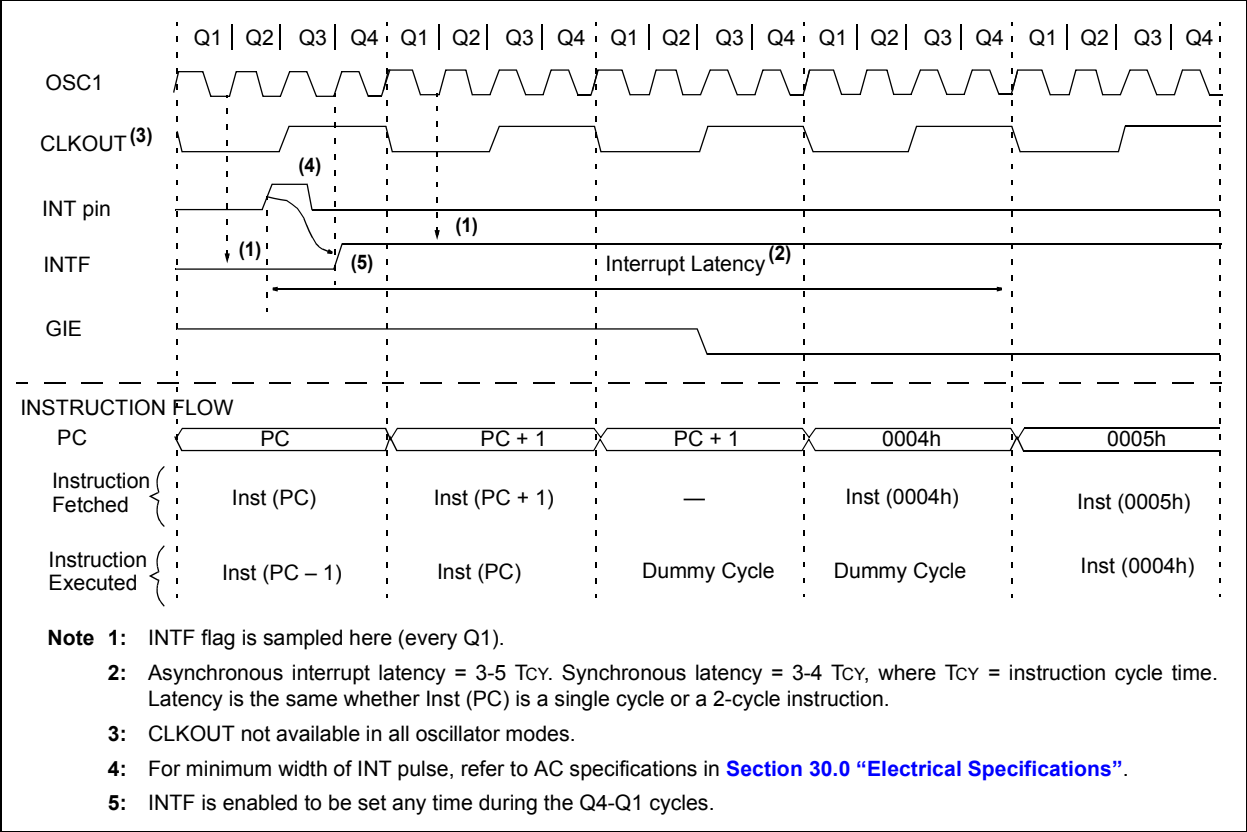 Q1 Q2 Q3 Q4 Q1 Q2 Q3 Q4 Q1 Q2 Q3 Q4 Q1 Q2 Q3 Q4 Q1 Q2 Q3 Q4
OSC1
CLKOUT (3)
(4)
INT pin
(1)
(1)
INTF
(5)
Interrupt Latency (2)
GIE
INSTRUCTION FLOW
PC PC PC + 1 PC + 1 0004h 0005h
Instruction
Fetched
Inst (PC) Inst (PC + 1) — Inst (0004h) Inst (0005h)
Instruction
Executed
Inst (PC – 1) Inst (PC) Dummy Cycle Dummy Cycle Inst (0004h)
Note 1: INTF flag is sampled here (every Q1).
2: Asynchronous interrupt latency = 3-5 TCY. Synchronous latency = 3-4 TCY, where TCY = instruction cycle time.
Latency is the same whether Inst (PC) is a single cycle or a 2-cycle instruction.
3: CLKOUT not available in all oscillator modes.
4: For minimum width of INT pulse, refer to AC specifications in Section 30.0 “Electrical Specifications”.
5: INTF is enabled to be set any time during the Q4-Q1 cycles.